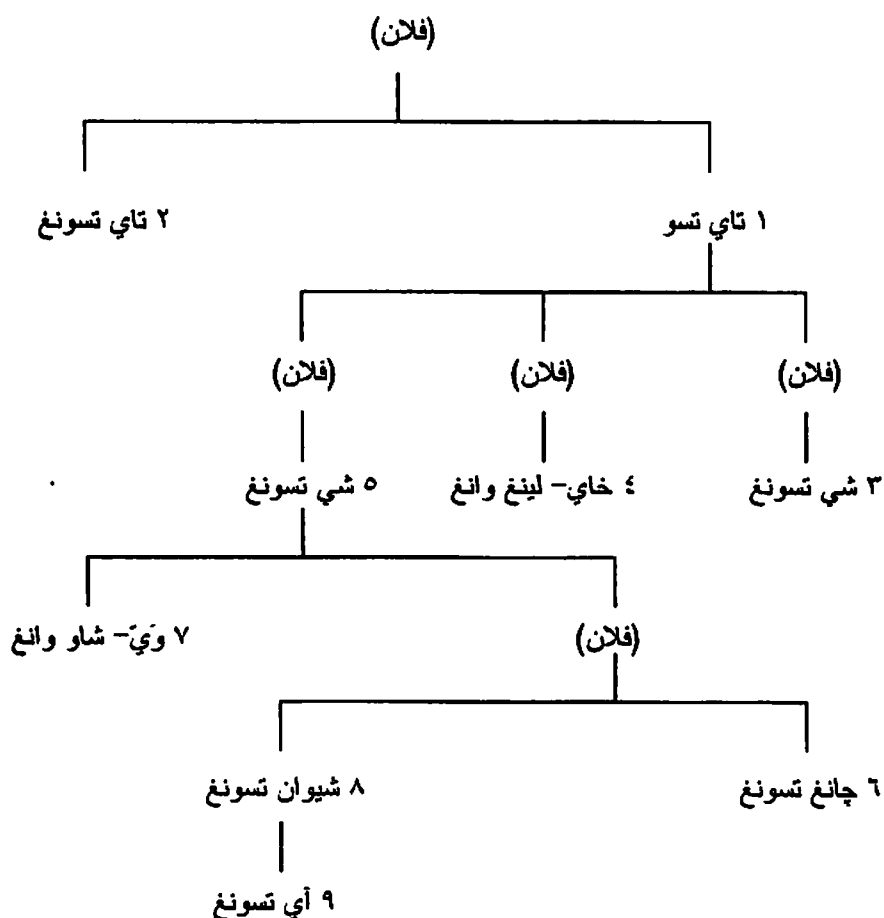 (فلان)
١ تاي تسو
٢ تاي تسونغ
(فلان)
(فلان)
(فلان)
٣ شي تسونغ
٤ خاي- لينغ وانغ
٥ شي تسونغ
(فلان)
٧ وَيّ- شاو وانغ
٦ چانغ تسونغ
٨ شيوان تسونغ
٩ أي تسونغ